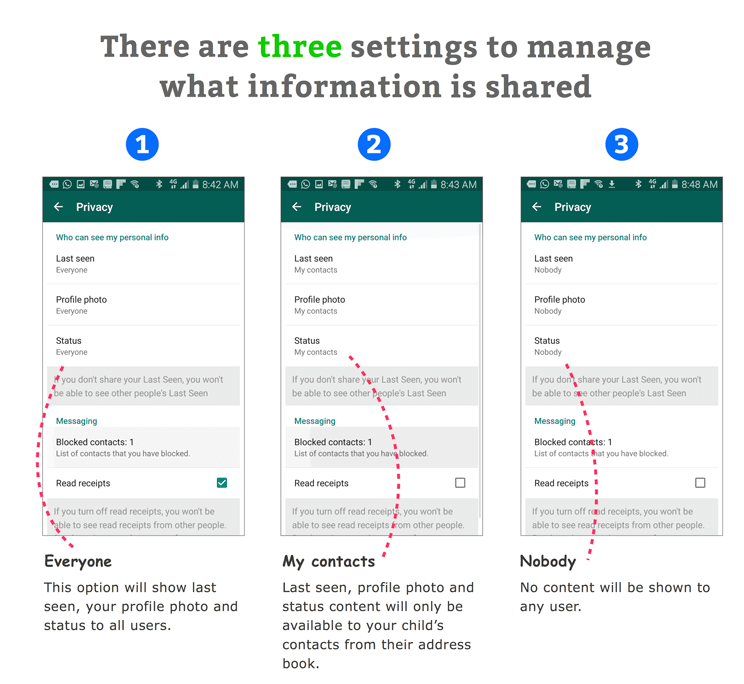 There are three settings to manage
what information is shared
1
2
3
4G
8:42 AM
Privacy
Who can see my personal info
Last seen
Everyone
Profile photo
Everyone
Status
Everyone
If you don't share your Last Seen, you won't
be able to see other people's Last Seen
Messaging
Blocked contacts: 1
List of contacts that you have blocked.
Read receipts
If you turn off read receipts, you won't be
able to see read receipts from other people.
4G
8:43 AM
Privacy
Who can see my personal info
Last seen
My contacts
Profile photo
My contacts
Status
My contacts
If you don't share your Last Seen, you won't
be able to see other people's Last Seen
Messaging
Blocked contacts: 1
List of contacts that you have blocked.
Read receipts
If you turn off read receipts, you won't be
able to see read receipts from other people.
4G
8:48 AM
Privacy
Who can see my personal info
Last seen
Nobody
Profile photo
Nobody
Status
Nobody
If you don't share your Last Seen, you won't
be able to see other people's Last Seen
Messaging
Blocked contacts: 1
List of contacts that you have blocked.
Read receipts
If you turn off read receipts, you won't be
able to see read receipts from other people.
Everyone
This option will show last
seen, your profile photo and
status to all users.
My contacts
Last seen, profile photo and
status content will only be
available to your child's
contacts from their address
book.
Nobody
No content will be shown to
any user.